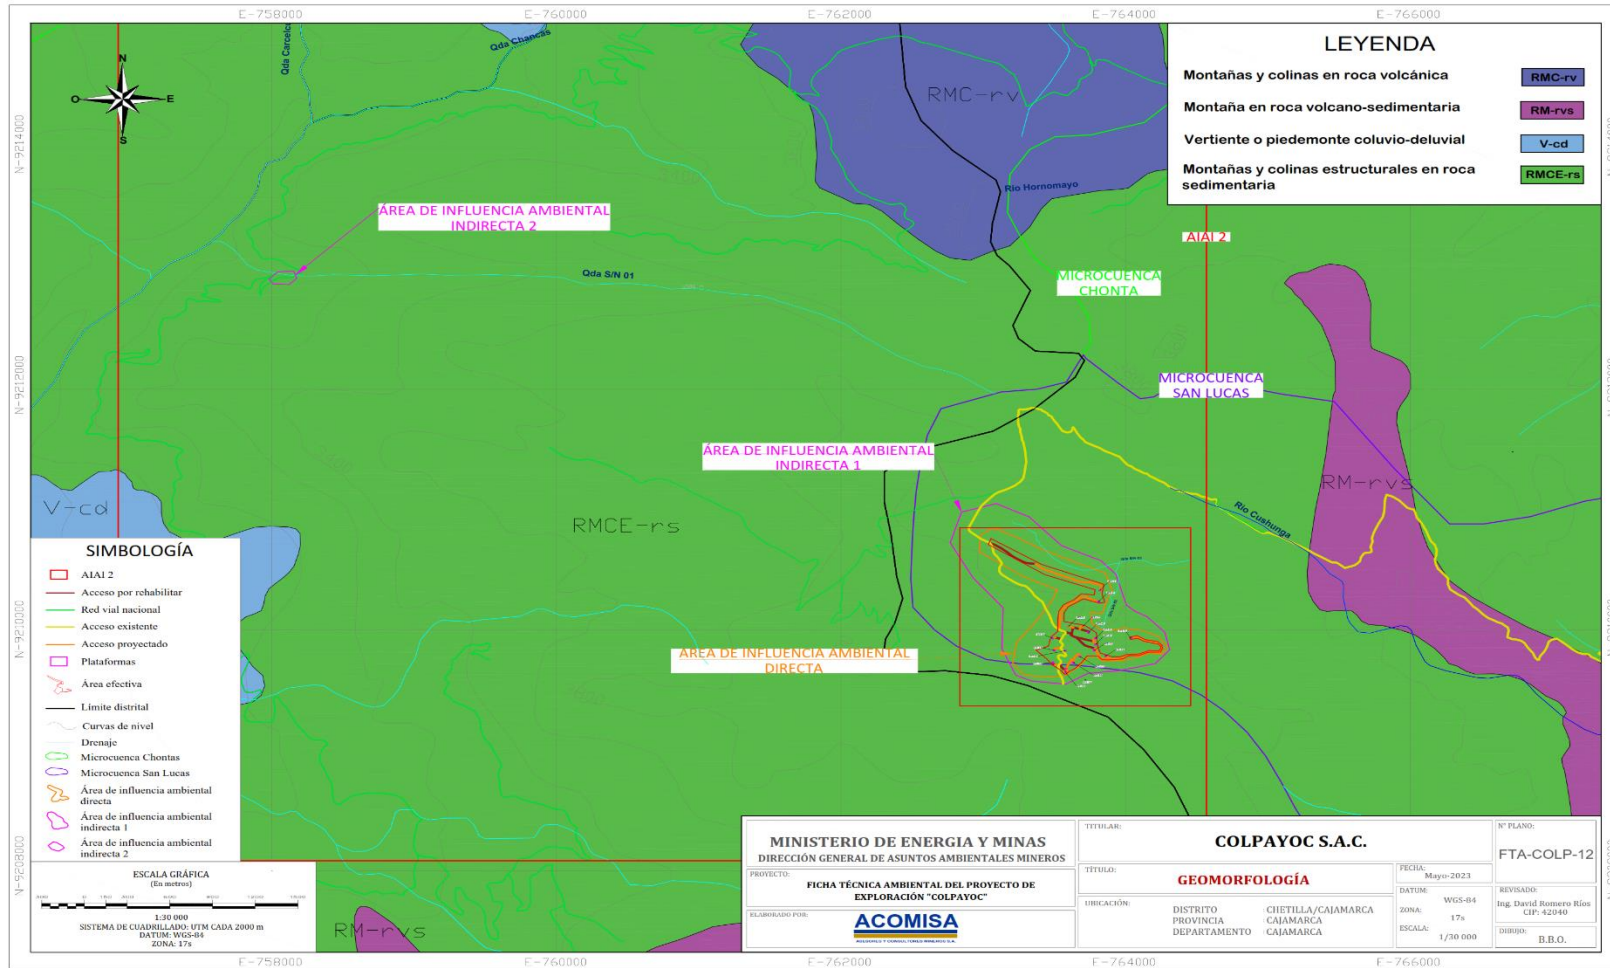 E-758000
E-760000
E-762000
E-764000
E-766000
N-9214000
N-9212000
N-9210000
N-9208000
N
O
E
S
Qda Chancas
RMC-rv
Río Hornomayo
LEYENDA
Montañas y colinas en roca volcánica
RMC-rv
Montaña en roca volcano-sedimentaria
RM-rvs
Vertiente o piedemonte coluvio-deluvial
V-cd
Montañas y colinas estructurales en roca
sedimentaria
RMCE-rs
ÁREA DE INFLUENCIA AMBIENTAL
INDIRECTA 2
AIAI 2
Qda S/N 01
MICROCUENCA
CHONTA
MICROCUENCA
SAN LUCAS
ÁREA DE INFLUENCIA AMBIENTAL
INDIRECTA 1
RM-rvs
V-cd
RMCE-rs
Río Cushunga
ÁREA DE INFLUENCIA AMBIENTAL
DIRECTA
RM-rvs
SIMBOLOGÍA
AIAI 2
Acceso por rehabilitar
Red vial nacional
Acceso existente
Acceso proyectado
Plataformas
Área efectiva
Límite distrital
Curvas de nivel
Drenaje
Microcuenca Chontas
Microcuenca San Lucas
Área de influencia ambiental
directa
Área de influencia ambiental
indirecta 1
Área de influencia ambiental
indirecta 2
ESCALA GRÁFICA
(En metros)
1:30 000
SISTEMA DE CUADRILLADO: UTM CADA 2000 m
DATUM: WGS-84
ZONA: 17s
MINISTERIO DE ENERGIA Y MINAS
DIRECCIÓN GENERAL DE ASUNTOS AMBIENTALES MINEROS
PROYECTO:
FICHA TÉCNICA AMBIENTAL DEL PROYECTO DE
EXPLORACIÓN "COLPAYOC"
ELABORADO POR:
ACOMISA
ASESORES Y CONSULTORES MINEROS S.A.
TITULAR:
COLPAYOC S.A.C.
TÍTULO:
GEOMORFOLOGÍA
UBICACIÓN:
DISTRITO : CHETILLA/CAJAMARCA
PROVINCIA : CAJAMARCA
DEPARTAMENTO : CAJAMARCA
FECHA:
Mayo-2023
DATUM:
WGS-84
ZONA:
17s
ESCALA:
1/30 000
N° PLANO:
FTA-COLP-12
REVISADO:
Ing. David Romero Ríos
CIP: 42040
DIBUJO:
B.B.O.
E-758000
E-760000
E-762000
E-764000
E-766000